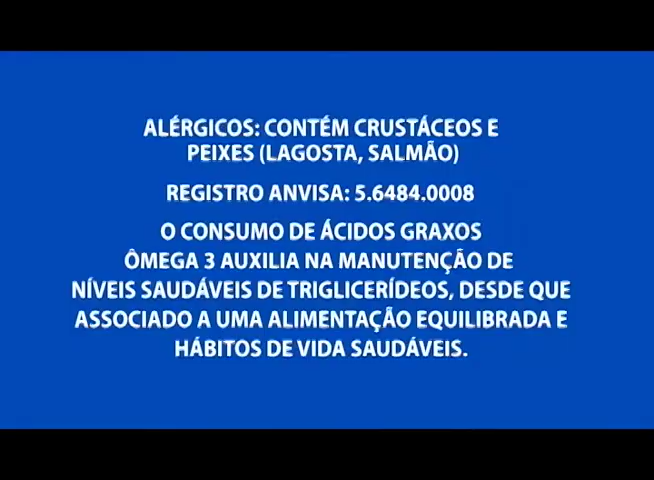 ALÉRGICOS: CONTÉM CRUSTÁCEOS E
PEIXES (LAGOSTA, SALMÃO)
REGISTRO ANVISA: 5.6484.0008
O CONSUMO DE ÁCIDOS GRAXOS
ÔMEGA 3 AUXILIA NA MANUTENÇÃO DE
NÍVEIS SAUDÁVEIS DE TRIGLICERÍDEOS, DESDE QUE
ASSOCIADO A UMA ALIMENTAÇÃO EQUILIBRADA E
HÁBITOS DE VIDA SAUDÁVEIS.